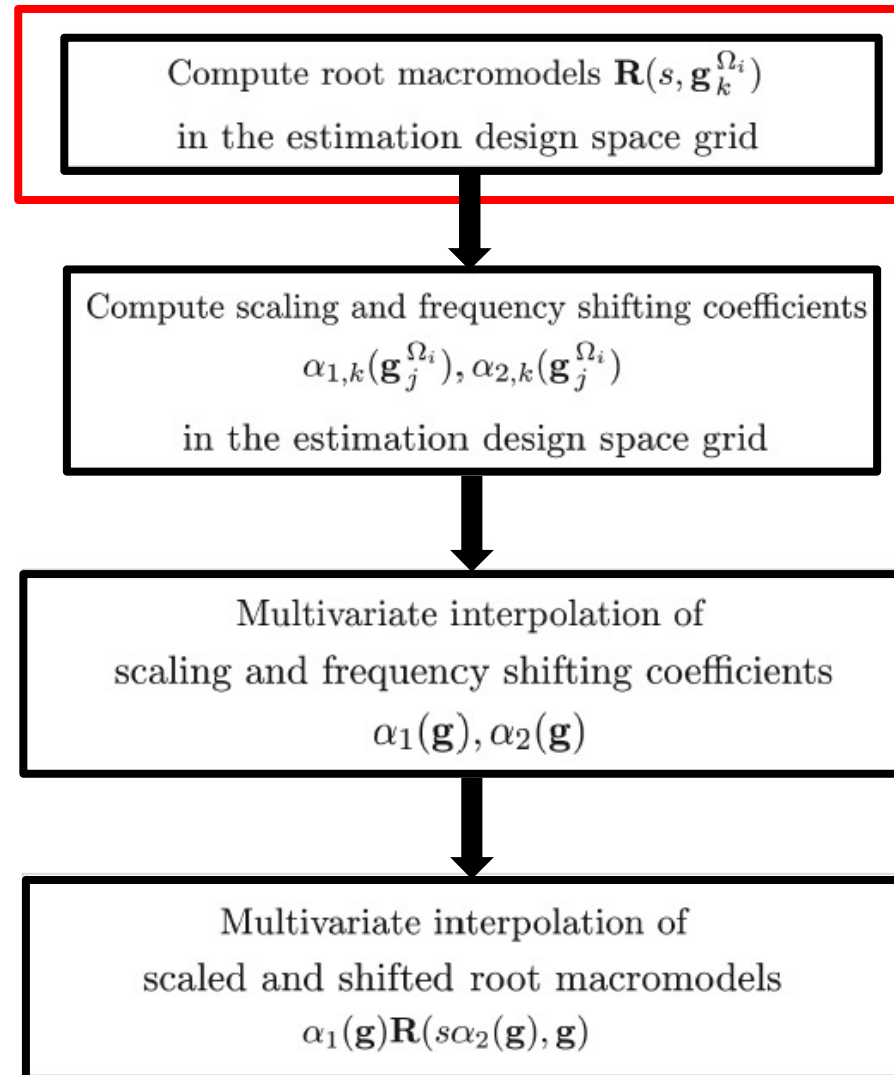 Compute root macromodels R(s, g_k^{Ω_i})
in the estimation design space grid
Compute scaling and frequency shifting coefficients
α_{1,k}(g_j^{Ω_i}), α_{2,k}(g_j^{Ω_i})
in the estimation design space grid
Multivariate interpolation of
scaling and frequency shifting coefficients
α_1(g), α_2(g)
Multivariate interpolation of
scaled and shifted root macromodels
α_1(g)R(sα_2(g), g)